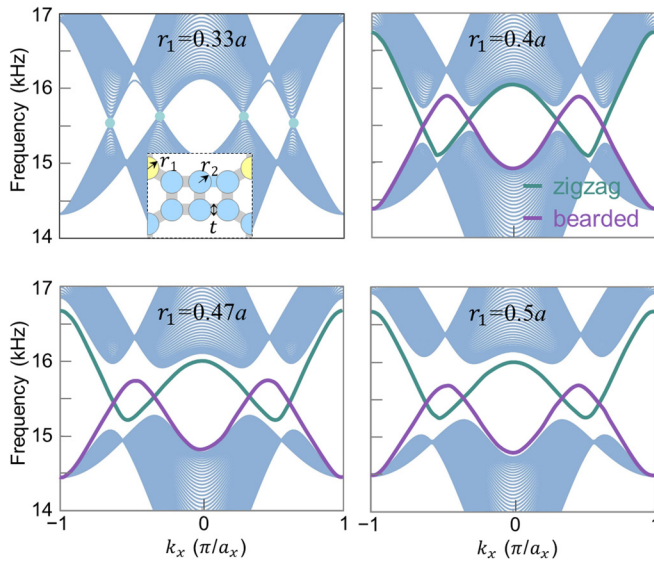 17
16
15
14
Frequency (kHz)
r₁=0.33a
r₁
r₂
t
r₁=0.4a
zigzag
bearded
17
16
15
14
Frequency (kHz)
r₁=0.47a
−1
0
1
kₓ (π/aₓ)
r₁=0.5a
−1
0
1
kₓ (π/aₓ)